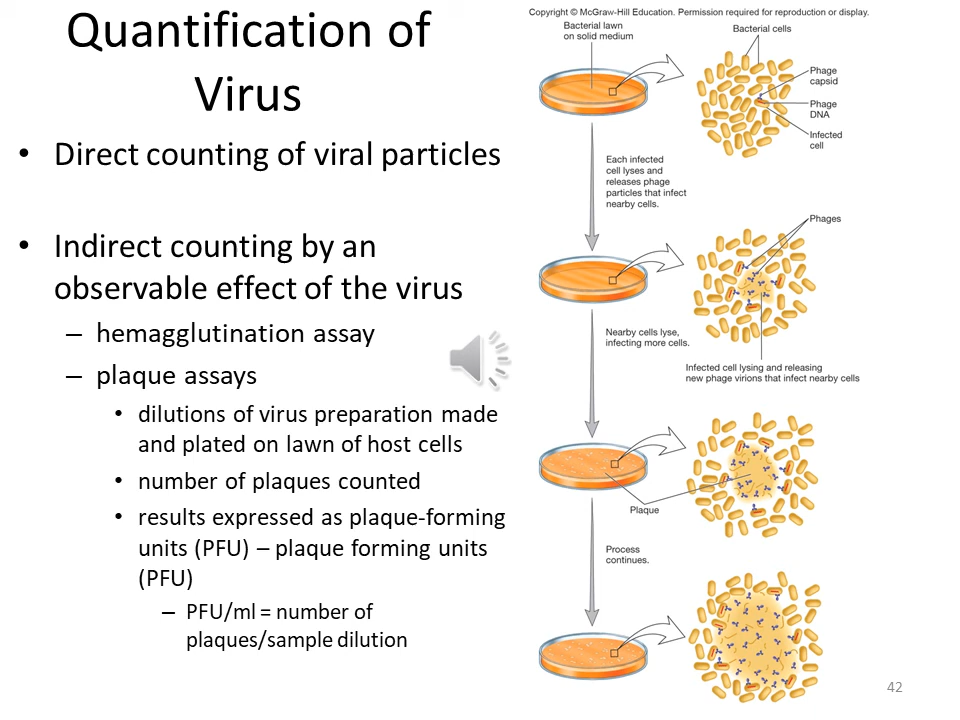 Quantification of
Virus
• Direct counting of viral particles
• Indirect counting by an
observable effect of the virus
– hemagglutination assay
– plaque assays
• dilutions of virus preparation made
and plated on lawn of host cells
• number of plaques counted
• results expressed as plaque-forming
units (PFU) – plaque forming units
(PFU)
– PFU/ml = number of
plaques/sample dilution
Copyright © McGraw-Hill Education. Permission required for reproduction or display.
Bacterial lawn
on solid medium
Bacterial cells
Phage
capsid
Phage
DNA
Infected
cell
Each infected
cell lyses and
releases phage
particles that infect
nearby cells.
Phages
Nearby cells lyse,
infecting more cells.
Infected cell lysing and releasing
new phage virions that infect nearby cells
Plaque
Process
continues.
42